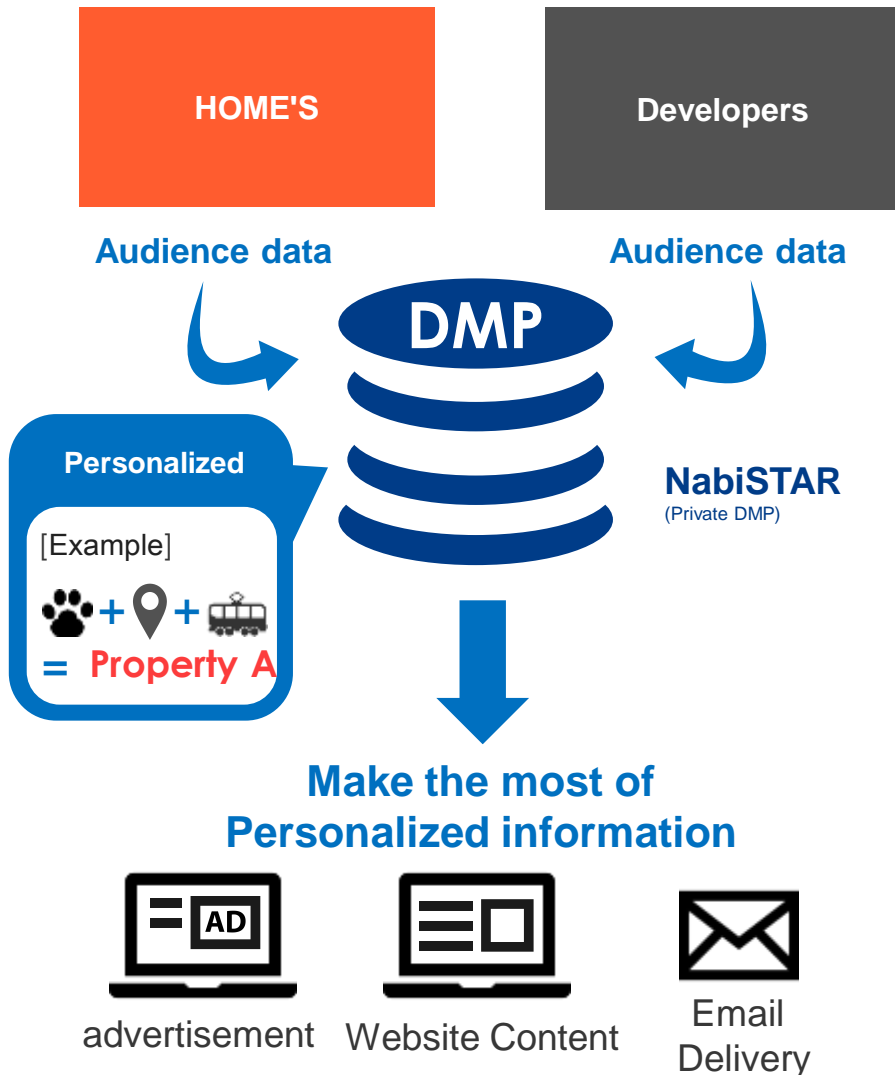 HOME'S
Developers
Audience data
Audience data
DMP
Personalized
[Example]
+ +
= Property A
NabiSTAR
(Private DMP)
Make the most of
Personalized information
AD
advertisement
Website Content
Email
Delivery